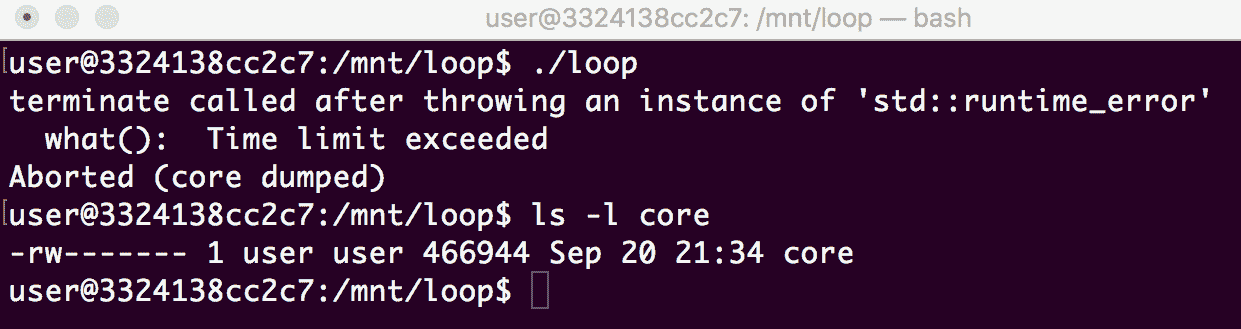 user@3324138cc2c7: /mnt/loop — bash
user@3324138cc2c7:/mnt/loop$ ./loop
terminate called after throwing an instance of 'std::runtime_error'
  what():  Time limit exceeded
Aborted (core dumped)
user@3324138cc2c7:/mnt/loop$ ls -l core
-rw------- 1 user user 466944 Sep 20 21:34 core
user@3324138cc2c7:/mnt/loop$